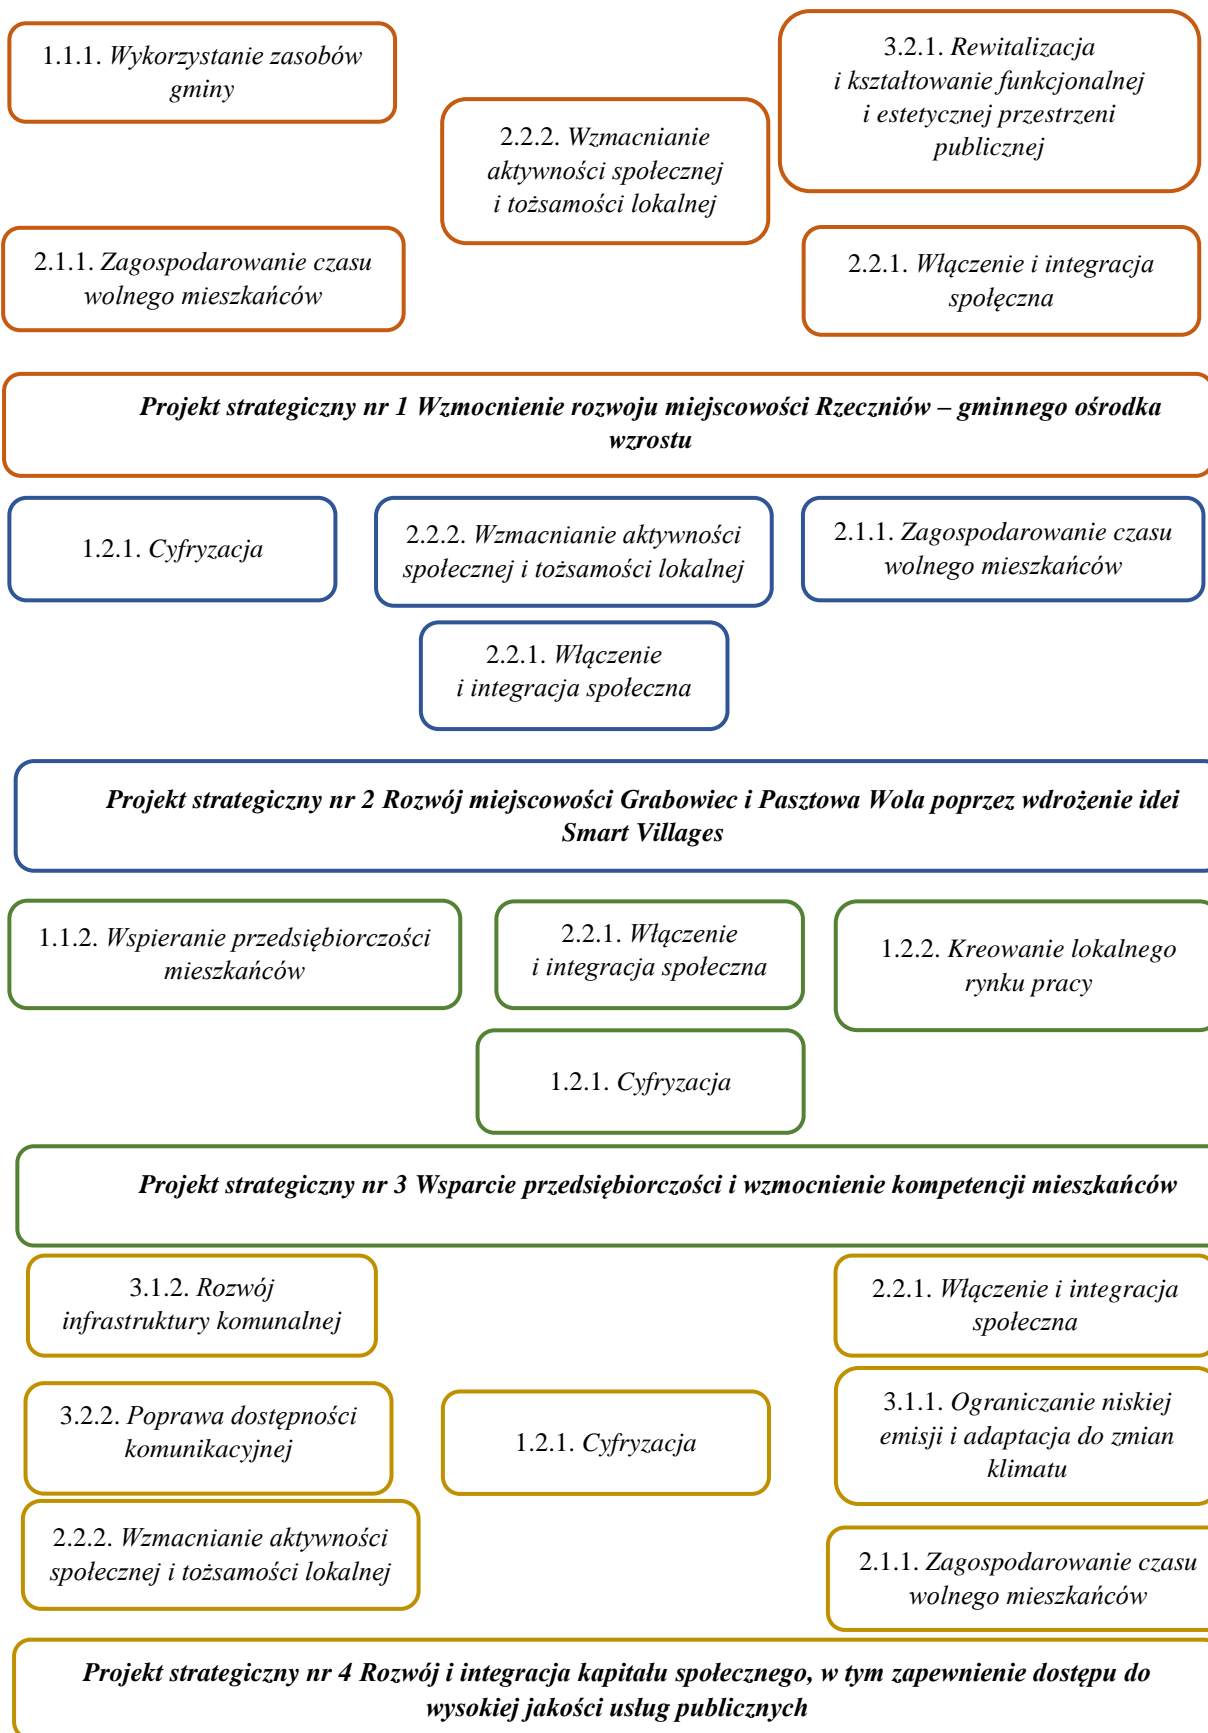 1.1.1. Wykorzystanie zasobów
gminy
2.2.2. Wzmacnianie
aktywności społecznej
i tożsamości lokalnej
3.2.1. Rewitalizacja
i kształtowanie funkcjonalnej
i estetycznej przestrzeni
publicznej
2.1.1. Zagospodarowanie czasu
wolnego mieszkańców
2.2.1. Włączenie i integracja
społęczna
Projekt strategiczny nr 1 Wzmocnienie rozwoju miejscowości Rzeczniów – gminnego ośrodka
wzrostu
1.2.1. Cyfryzacja
2.2.2. Wzmacnianie aktywności
społecznej i tożsamości lokalnej
2.1.1. Zagospodarowanie czasu
wolnego mieszkańców
2.2.1. Włączenie
i integracja społeczna
Projekt strategiczny nr 2 Rozwój miejscowości Grabowiec i Pasztowa Wola poprzez wdrożenie idei
Smart Villages
1.1.2. Wspieranie przedsiębiorczości
mieszkańców
2.2.1. Włączenie
i integracja społeczna
1.2.2. Kreowanie lokalnego
rynku pracy
1.2.1. Cyfryzacja
Projekt strategiczny nr 3 Wsparcie przedsiębiorczości i wzmocnienie kompetencji mieszkańców
3.1.2. Rozwój
infrastruktury komunalnej
2.2.1. Włączenie i integracja
społeczna
3.2.2. Poprawa dostępności
komunikacyjnej
1.2.1. Cyfryzacja
3.1.1. Ograniczanie niskiej
emisji i adaptacja do zmian
klimatu
2.2.2. Wzmacnianie aktywności
społecznej i tożsamości lokalnej
2.1.1. Zagospodarowanie czasu
wolnego mieszkańców
Projekt strategiczny nr 4 Rozwój i integracja kapitału społecznego, w tym zapewnienie dostępu do
wysokiej jakości usług publicznych